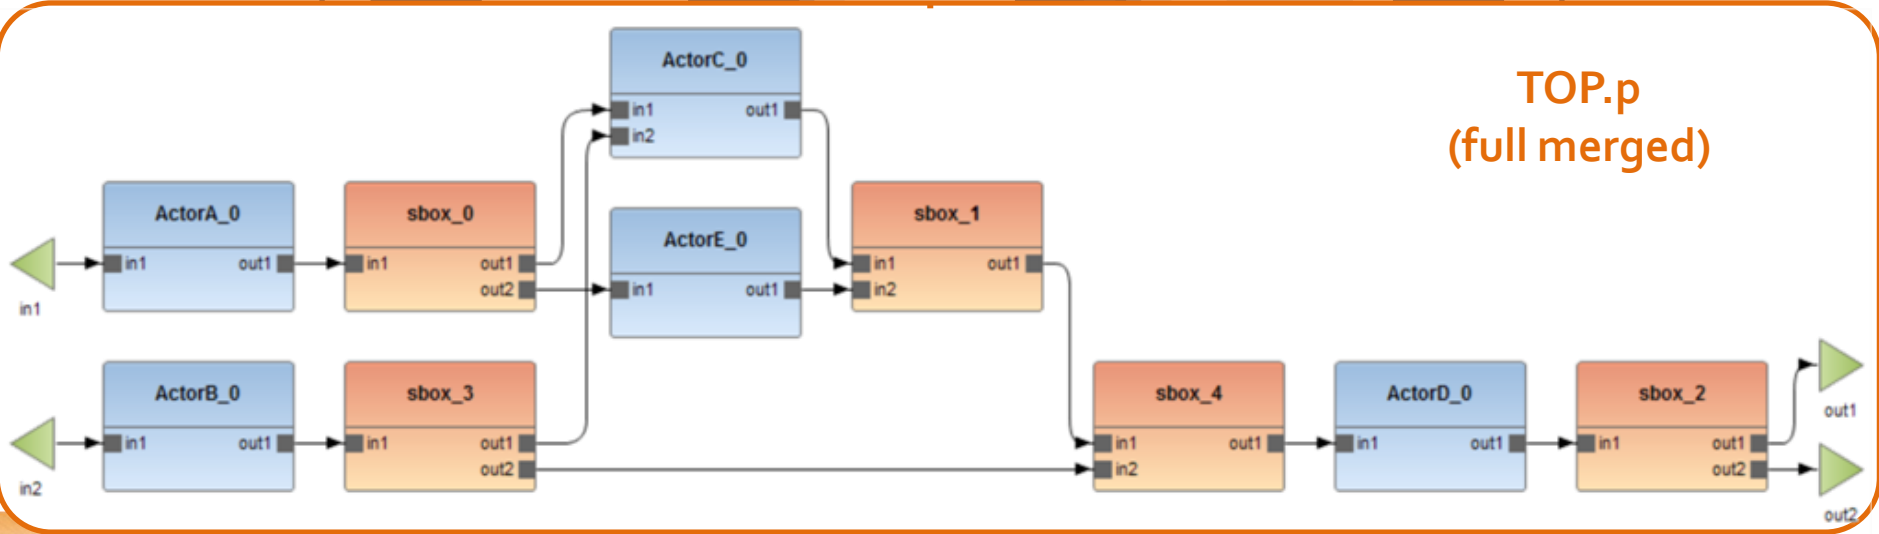 TOP.p
(full merged)
ActorC_0
in1 out1
in2
ActorA_0
in1 out1
sbox_0
in1 out1
out2
ActorE_0
in1 out1
sbox_1
in1 out1
in2
in1
ActorB_0
in1 out1
sbox_3
in1 out1
out2
sbox_4
in1 out1
in2
ActorD_0
in1 out1
sbox_2
in1 out1
out2
out1
in2
out2